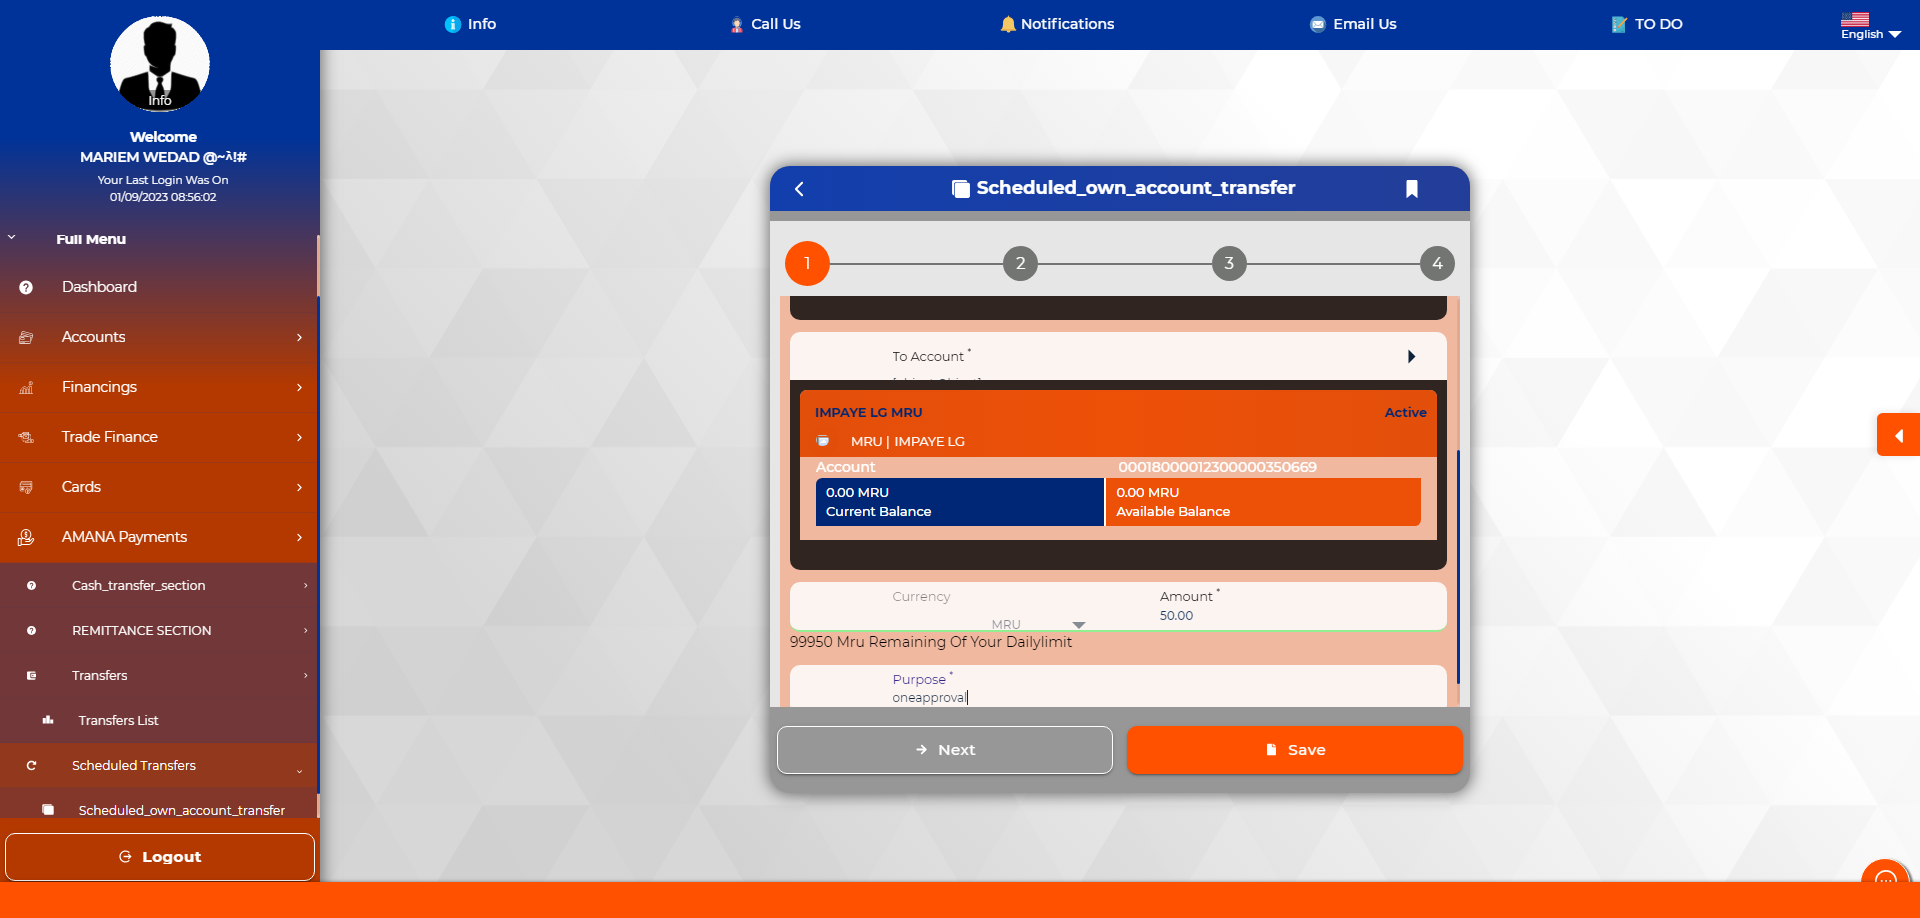 Info
Call Us
Notifications
Email Us
TO DO
English
Info
Welcome
MARIEM WEDAD @~λ!#
Your Last Login Was On
01/09/2023 08:56:02
Full Menu
Dashboard
Accounts
Financings
Trade Finance
Cards
AMANA Payments
Cash_transfer_section
REMITTANCE SECTION
Transfers
Transfers List
Scheduled Transfers
Scheduled_own_account_transfer
Logout
Scheduled_own_account_transfer
1 2 3 4
To Account *
IMPAYE LG MRU Active
MRU | IMPAYE LG
Account 00018000012300000350669
0.00 MRU 0.00 MRU
Current Balance Available Balance
Currency Amount *
50.00
MRU
99950 Mru Remaining Of Your Dailylimit
Purpose *
oneapproval
Next Save